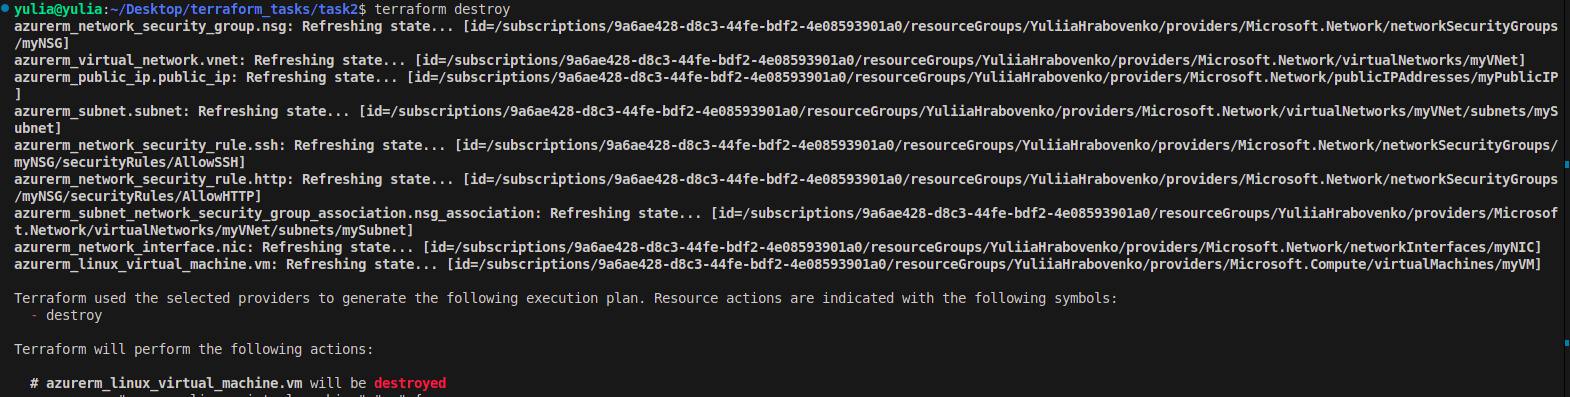 yulia@yulia:~/Desktop/terraform_tasks/task2$ terraform destroy
azurerm_network_security_group.nsg: Refreshing state... [id=/subscriptions/9a6ae428-d8c3-44fe-bdf2-4e08593901a0/resourceGroups/YuliiaHrabovenko/providers/Microsoft.Network/networkSecurityGroups
/myNSG]
azurerm_virtual_network.vnet: Refreshing state... [id=/subscriptions/9a6ae428-d8c3-44fe-bdf2-4e08593901a0/resourceGroups/YuliiaHrabovenko/providers/Microsoft.Network/virtualNetworks/myVNet]
azurerm_public_ip.public_ip: Refreshing state... [id=/subscriptions/9a6ae428-d8c3-44fe-bdf2-4e08593901a0/resourceGroups/YuliiaHrabovenko/providers/Microsoft.Network/publicIPAddresses/myPublicIP
]
azurerm_subnet.subnet: Refreshing state... [id=/subscriptions/9a6ae428-d8c3-44fe-bdf2-4e08593901a0/resourceGroups/YuliiaHrabovenko/providers/Microsoft.Network/virtualNetworks/myVNet/subnets/myS
ubnet]
azurerm_network_security_rule.ssh: Refreshing state... [id=/subscriptions/9a6ae428-d8c3-44fe-bdf2-4e08593901a0/resourceGroups/YuliiaHrabovenko/providers/Microsoft.Network/networkSecurityGroups/
myNSG/securityRules/AllowSSH]
azurerm_network_security_rule.http: Refreshing state... [id=/subscriptions/9a6ae428-d8c3-44fe-bdf2-4e08593901a0/resourceGroups/YuliiaHrabovenko/providers/Microsoft.Network/networkSecurityGroups
/myNSG/securityRules/AllowHTTP]
azurerm_subnet_network_security_group_association.nsg_association: Refreshing state... [id=/subscriptions/9a6ae428-d8c3-44fe-bdf2-4e08593901a0/resourceGroups/YuliiaHrabovenko/providers/Microsof
t.Network/virtualNetworks/myVNet/subnets/mySubnet]
azurerm_network_interface.nic: Refreshing state... [id=/subscriptions/9a6ae428-d8c3-44fe-bdf2-4e08593901a0/resourceGroups/YuliiaHrabovenko/providers/Microsoft.Network/networkInterfaces/myNIC]
azurerm_linux_virtual_machine.vm: Refreshing state... [id=/subscriptions/9a6ae428-d8c3-44fe-bdf2-4e08593901a0/resourceGroups/YuliiaHrabovenko/providers/Microsoft.Compute/virtualMachines/myVM]
Terraform used the selected providers to generate the following execution plan. Resource actions are indicated with the following symbols:
- destroy
Terraform will perform the following actions:
# azurerm_linux_virtual_machine.vm will be destroyed